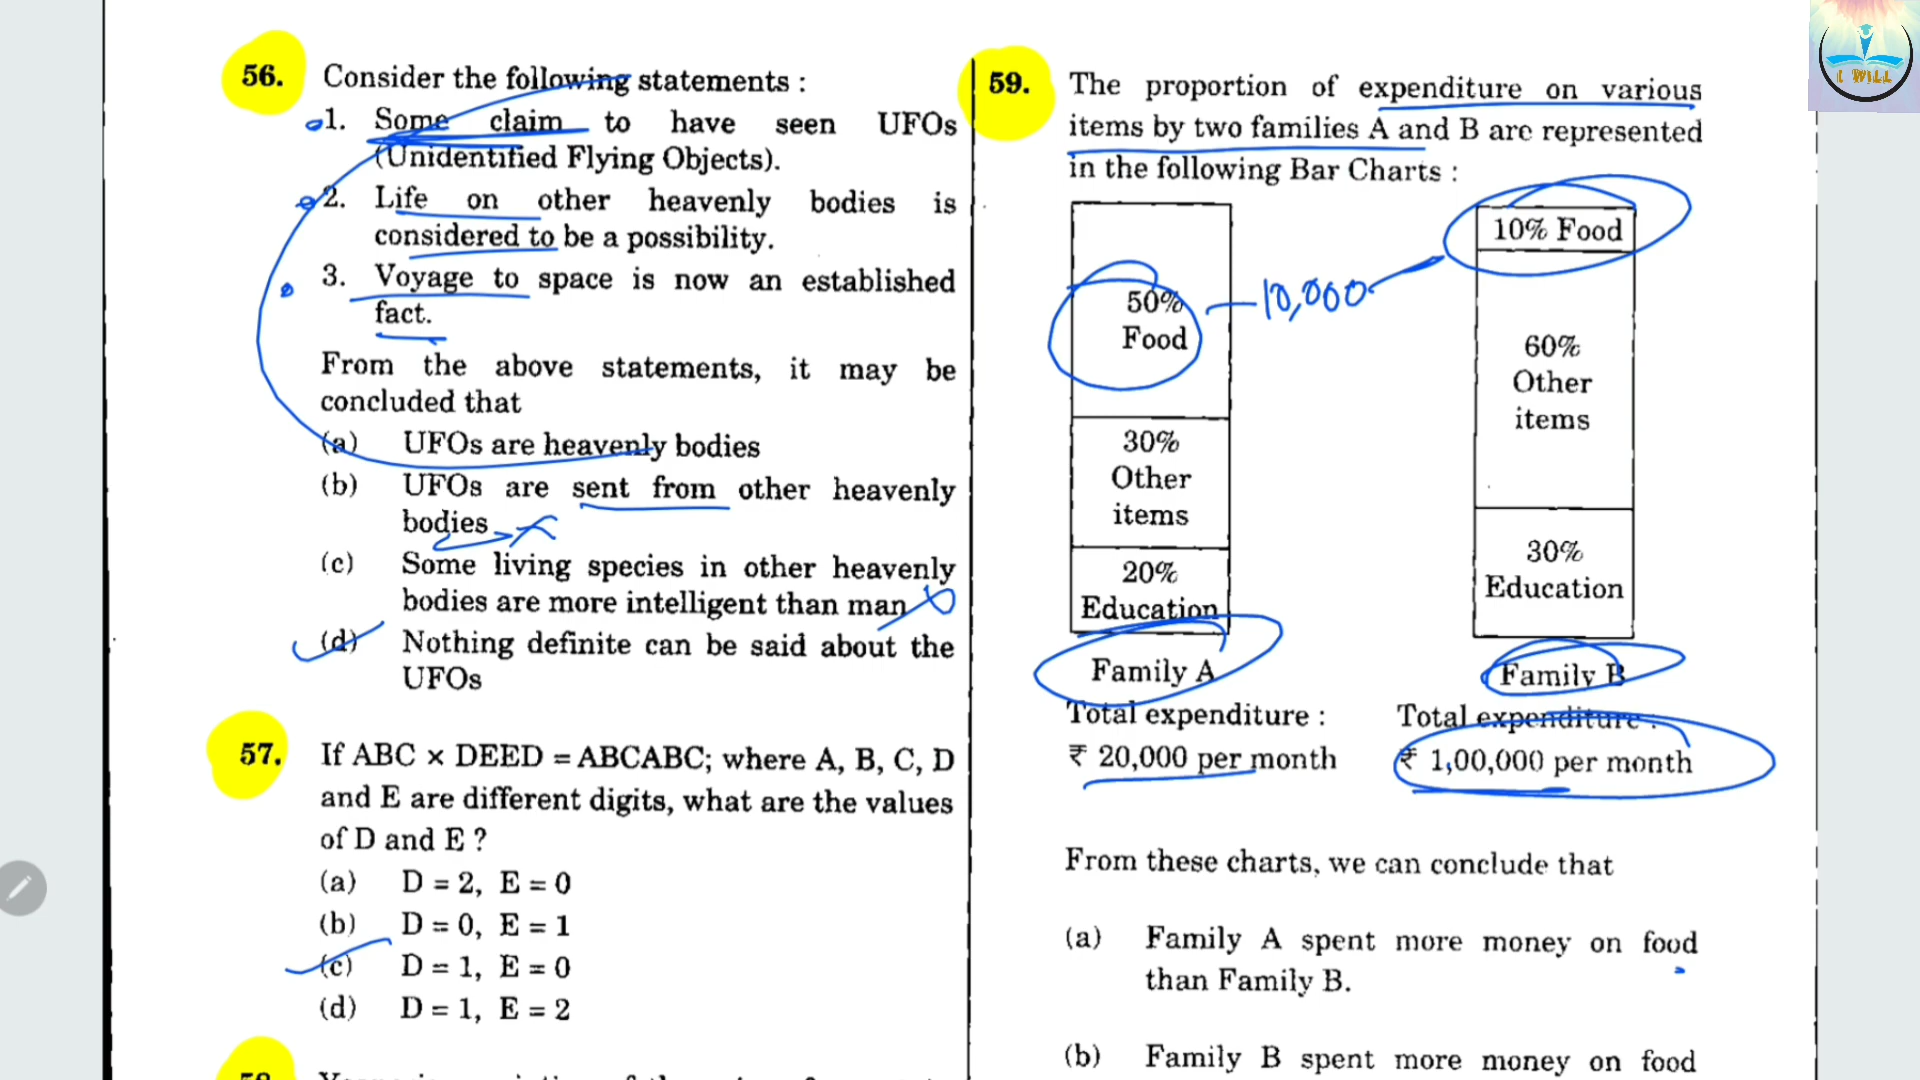 56. Consider the following statements :
1. Some claim to have seen UFOs
(Unidentified Flying Objects).
2. Life on other heavenly bodies is
considered to be a possibility.
3. Voyage to space is now an established
fact.
From the above statements, it may be
concluded that
(a) UFOs are heavenly bodies
(b) UFOs are sent from other heavenly
bodies
(c) Some living species in other heavenly
bodies are more intelligent than man
(d) Nothing definite can be said about the
UFOs
57. If ABC × DEED = ABCABC; where A, B, C, D
and E are different digits, what are the values
of D and E ?
(a) D = 2, E = 0
(b) D = 0, E = 1
(c) D = 1, E = 0
(d) D = 1, E = 2
59. The proportion of expenditure on various
items by two families A and B are represented
in the following Bar Charts :
50%
Food
30%
Other
items
20%
Education
Family A
Total expenditure :
₹ 20,000 per month
10,000
10% Food
60%
Other
items
30%
Education
Family B
Total expenditure :
₹ 1,00,000 per month
From these charts, we can conclude that
(a) Family A spent more money on food
than Family B.
(b) Family B spent more money on food
I WILL